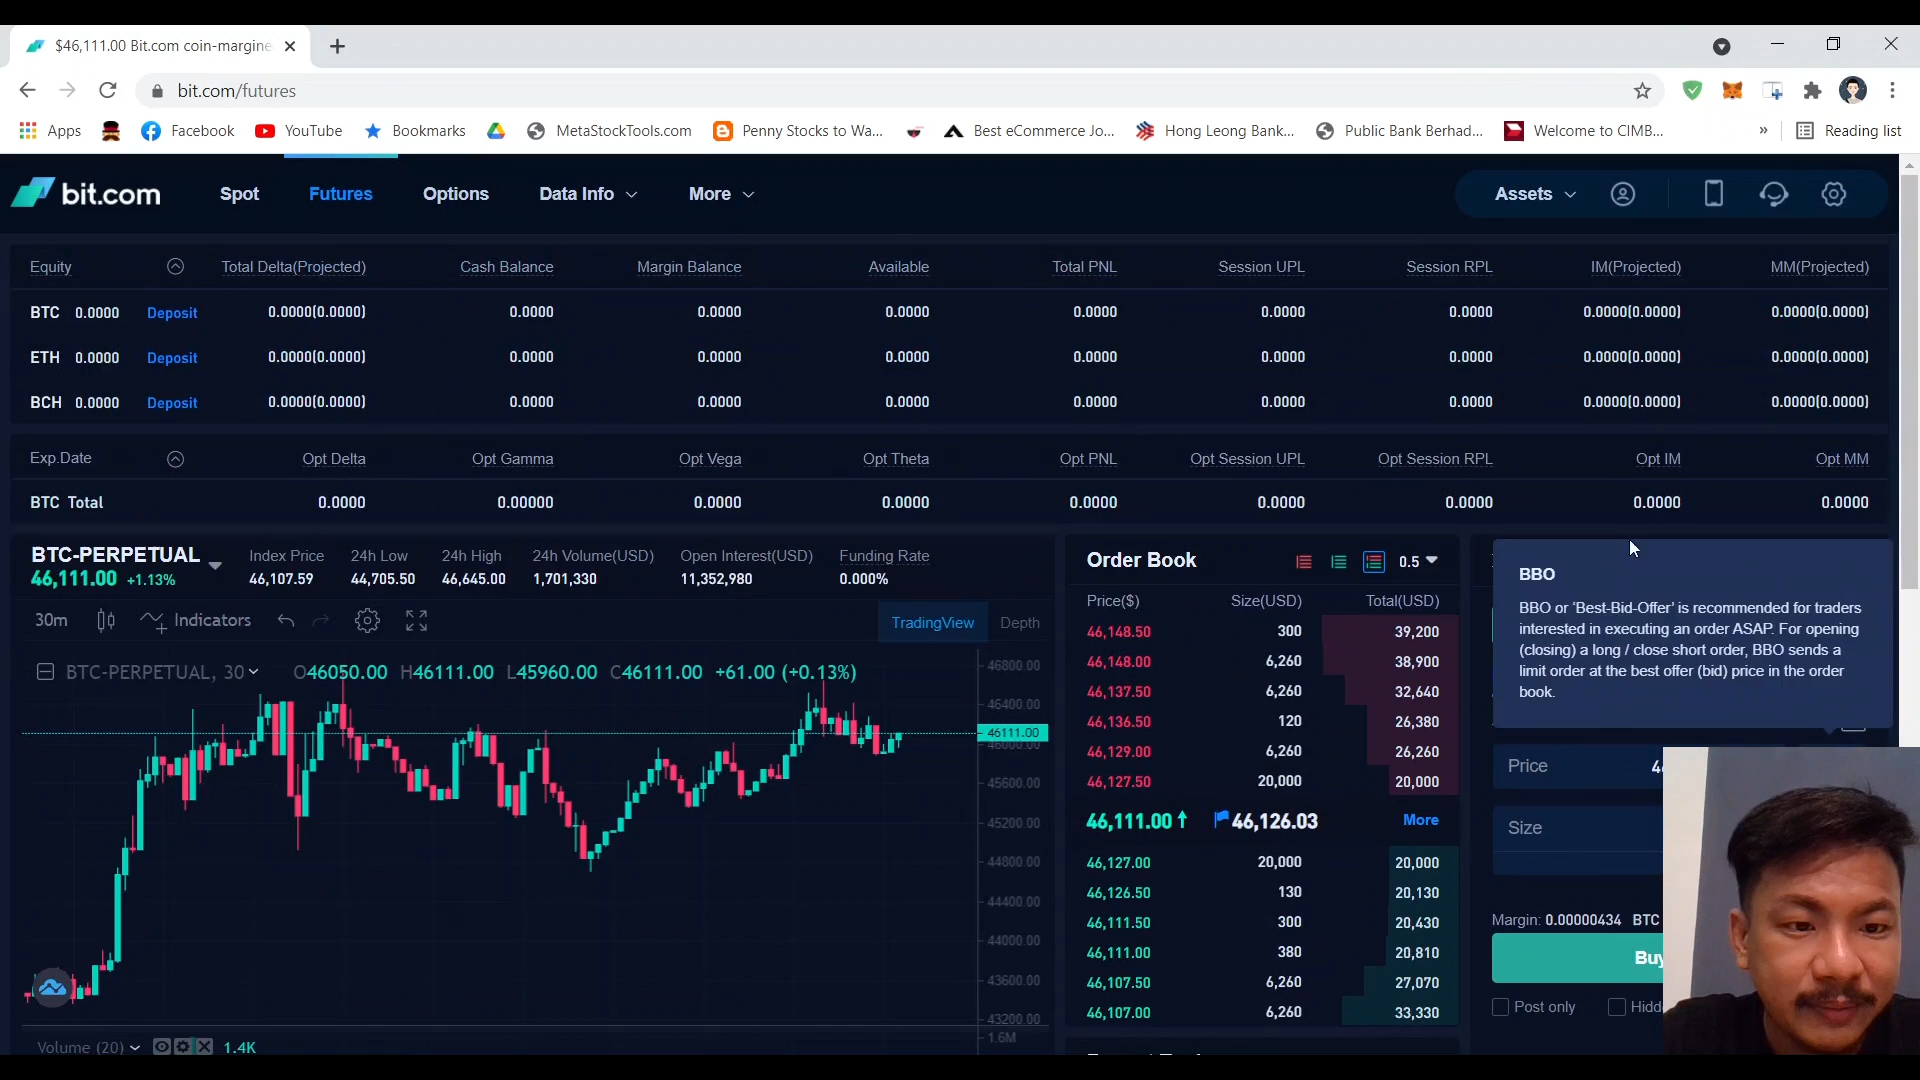 $46,111.00 Bit.com coin-margine
bit.com/futures
Apps
Facebook
YouTube
Bookmarks
MetaStockTools.com
Penny Stocks to Wa...
Best eCommerce Jo...
Hong Leong Bank...
Public Bank Berhad...
Welcome to CIMB...
»
Reading list
bit.com
Spot
Futures
Options
Data Info
More
Assets
Equity Total Delta(Projected) Cash Balance Margin Balance Available Total PNL Session UPL Session RPL IM(Projected) MM(Projected)
BTC 0.0000 Deposit 0.0000(0.0000) 0.0000 0.0000 0.0000 0.0000 0.0000 0.0000 0.0000(0.0000) 0.0000(0.0000)
ETH 0.0000 Deposit 0.0000(0.0000) 0.0000 0.0000 0.0000 0.0000 0.0000 0.0000 0.0000(0.0000) 0.0000(0.0000)
BCH 0.0000 Deposit 0.0000(0.0000) 0.0000 0.0000 0.0000 0.0000 0.0000 0.0000 0.0000(0.0000) 0.0000(0.0000)
Exp.Date Opt Delta Opt Gamma Opt Vega Opt Theta Opt PNL Opt Session UPL Opt Session RPL Opt IM Opt MM
BTC Total 0.0000 0.00000 0.0000 0.0000 0.0000 0.0000 0.0000 0.0000 0.0000
BTC-PERPETUAL Index Price 24h Low 24h High 24h Volume(USD) Open Interest(USD) Funding Rate
46,111.00 +1.13% 46,107.59 44,705.50 46,645.00 1,701,330 11,352,980 0.000%
30m Indicators TradingView Depth
BTC-PERPETUAL, 30 O46050.00 H46111.00 L45960.00 C46111.00 +61.00 (+0.13%)
46800.00
46400.00
46111.00
46000.00
45600.00
45200.00
44800.00
44400.00
44000.00
43600.00
43200.00
1.6M
Volume (20) 1.4K
Order Book 0.5
Price($) Size(USD) Total(USD)
46,148.50 300 39,200
46,148.00 6,260 38,900
46,137.50 6,260 32,640
46,136.50 120 26,380
46,129.00 6,260 26,260
46,127.50 20,000 20,000
46,111.00 46,126.03 More
46,127.00 20,000 20,000
46,126.50 130 20,130
46,111.50 300 20,430
46,111.00 380 20,810
46,107.50 6,260 27,070
46,107.00 6,260 33,330
BBO
BBO or 'Best-Bid-Offer' is recommended for traders
interested in executing an order ASAP. For opening
(closing) a long / close short order, BBO sends a
limit order at the best offer (bid) price in the order
book.
Price
Size
Margin: 0.00000434 BTC
Buy
Post only